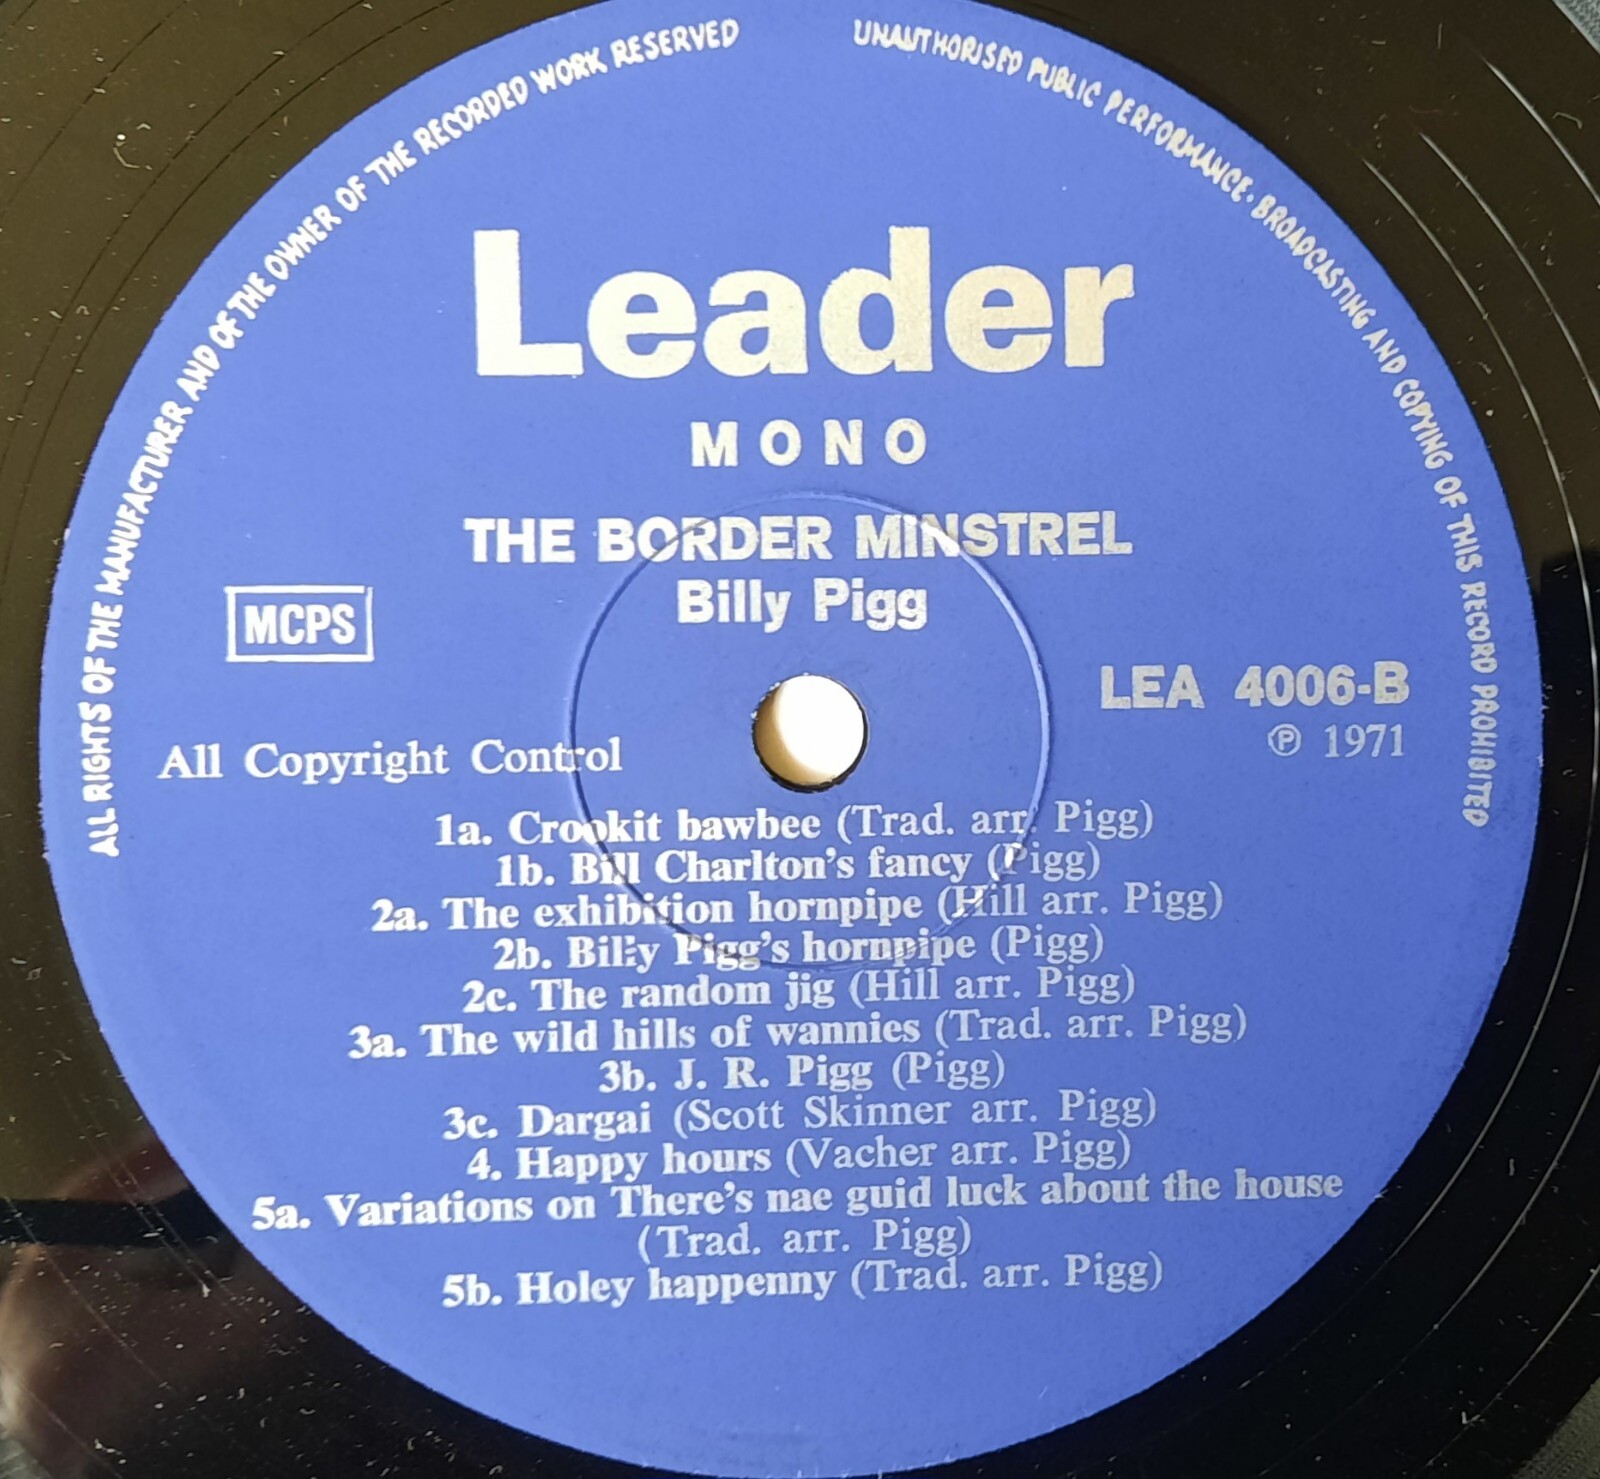 ALL RIGHTS OF THE MANUFACTURER AND OF THE OWNER OF THE RECORDED WORK RESERVED
UNAUTHORISED PUBLIC PERFORMANCE, BROADCASTING AND COPYING OF THIS RECORD PROHIBITED
Leader
MONO
THE BORDER MINSTREL
Billy Pigg
MCPS
LEA 4006-B
℗ 1971
All Copyright Control
1a. Crookit bawbee (Trad. arr. Pigg)
1b. Bill Charlton's fancy (Pigg)
2a. The exhibition hornpipe (Hill arr. Pigg)
2b. Billy Pigg's hornpipe (Pigg)
2c. The random jig (Hill arr. Pigg)
3a. The wild hills of wannies (Trad. arr. Pigg)
3b. J. R. Pigg (Pigg)
3c. Dargai (Scott Skinner arr. Pigg)
4. Happy hours (Vacher arr. Pigg)
5a. Variations on There's nae guid luck about the house
(Trad. arr. Pigg)
5b. Holey happenny (Trad. arr. Pigg)